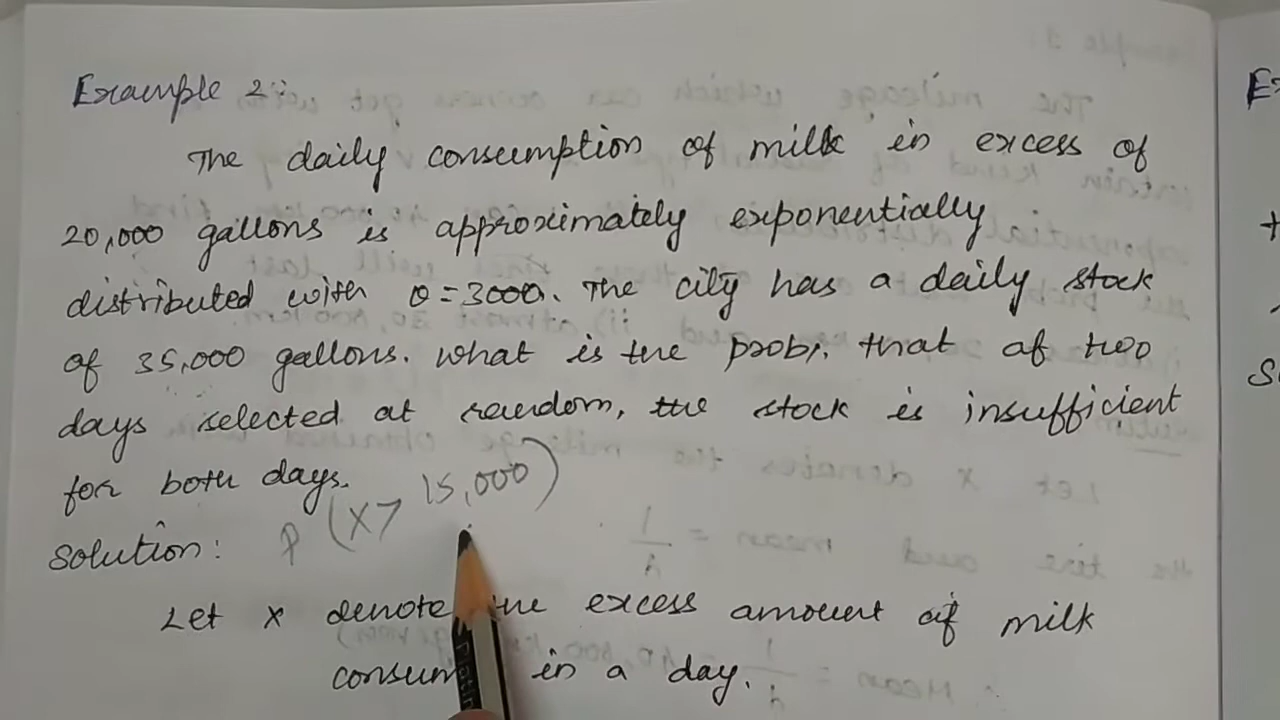 Example 2:
The daily consumption of milk in excess of
20,000 gallons is approximately exponentially
distributed with θ = 3000. The city has a daily stock
of 35,000 gallons. What is the prob. that of two
days selected at random, the stock is insufficient
for both days.
P (X> 15,000)
Solution:
Let x denote the excess amount of milk
consum in a day.